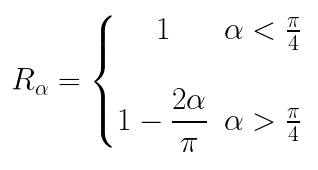 R_α = { 1   α < π/4
1 − 2α/π   α > π/4